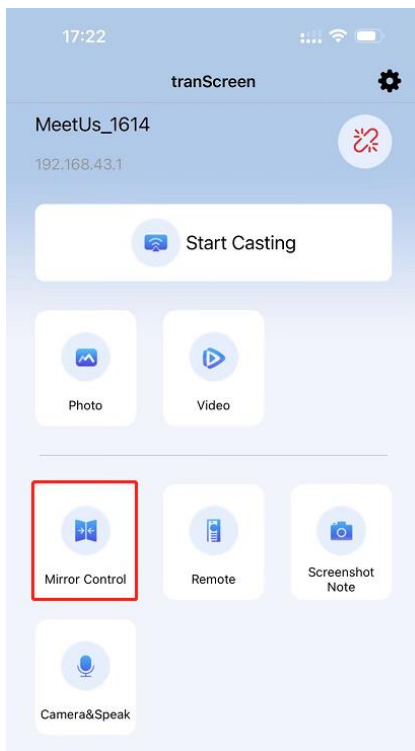 17:22
tranScreen
MeetUs_1614
192.168.43.1
Start Casting
Photo
Video
Mirror Control
Remote
Screenshot
Note
Camera&Speak